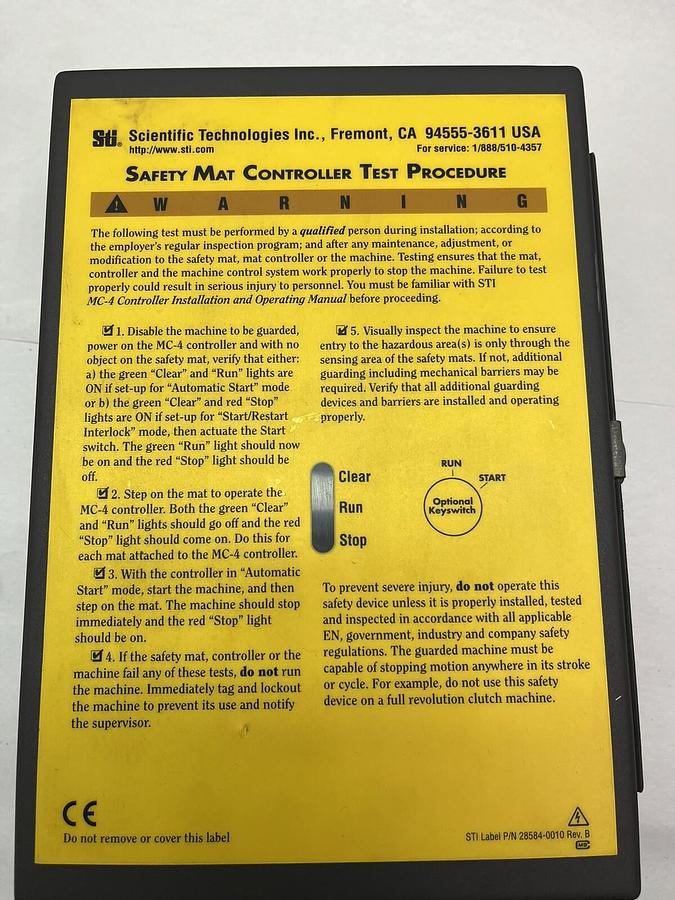 Sti® Scientific Technologies Inc., Fremont, CA 94555-3611 USA
http://www.sti.com For service: 1/888/510-4357
SAFETY MAT CONTROLLER TEST PROCEDURE
WARNING
The following test must be performed by a qualified person during installation; according to
the employer's regular inspection program; and after any maintenance, adjustment, or
modification to the safety mat, mat controller or the machine. Testing ensures that the mat,
controller and the machine control system work properly to stop the machine. Failure to test
properly could result in serious injury to personnel. You must be familiar with STI
MC-4 Controller Installation and Operating Manual before proceeding.
1. Disable the machine to be guarded,
power on the MC-4 controller and with no
object on the safety mat, verify that either:
a) the green "Clear" and "Run" lights are
ON if set-up for "Automatic Start" mode
or b) the green "Clear" and red "Stop"
lights are ON if set-up for "Start/Restart
Interlock" mode, then actuate the Start
switch. The green "Run" light should now
be on and the red "Stop" light should be
off.
2. Step on the mat to operate the
MC-4 controller. Both the green "Clear"
and "Run" lights should go off and the red
"Stop" light should come on. Do this for
each mat attached to the MC-4 controller.
3. With the controller in "Automatic
Start" mode, start the machine, and then
step on the mat. The machine should stop
immediately and the red "Stop" light
should be on.
4. If the safety mat, controller or the
machine fail any of these tests, do not run
the machine. Immediately tag and lockout
the machine to prevent its use and notify
the supervisor.
5. Visually inspect the machine to ensure
entry to the hazardous area(s) is only through the
sensing area of the safety mats. If not, additional
guarding including mechanical barriers may be
required. Verify that all additional guarding
devices and barriers are installed and operating
properly.
Clear
Run
Stop
RUN
START
Optional
Keyswitch
To prevent severe injury, do not operate this
safety device unless it is properly installed, tested
and inspected in accordance with all applicable
EN, government, industry and company safety
regulations. The guarded machine must be
capable of stopping motion anywhere in its stroke
or cycle. For example, do not use this safety
device on a full revolution clutch machine.
CE
Do not remove or cover this label
STI Label P/N 28584-0010 Rev. B